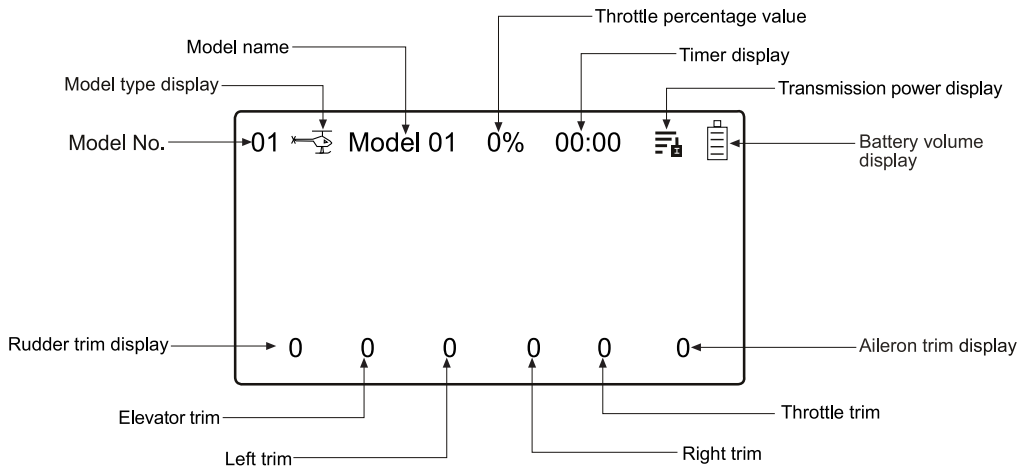 Throttle percentage value
Model name
Timer display
Model type display
Transmission power display
Model No.
01 Model 01 0% 00:00
Battery volume
display
Rudder trim display
0 0 0 0 0 0
Aileron trim display
Elevator trim
Throttle trim
Left trim
Right trim